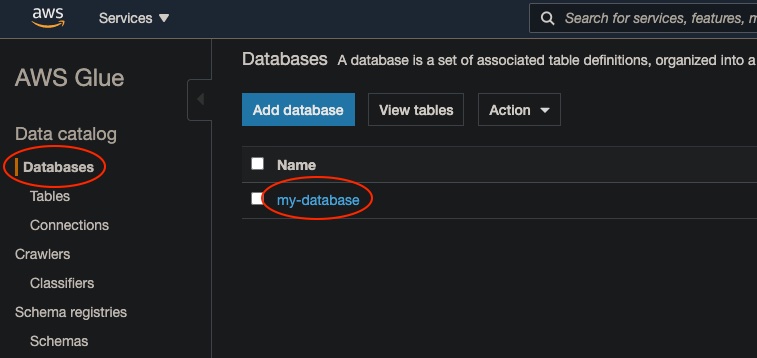 aws
Services ▼
Search for services, features, m
AWS Glue
Data catalog
Databases
Tables
Connections
Crawlers
Classifiers
Schema registries
Schemas
Databases A database is a set of associated table definitions, organized into a
Add database
View tables
Action
Name
my-database